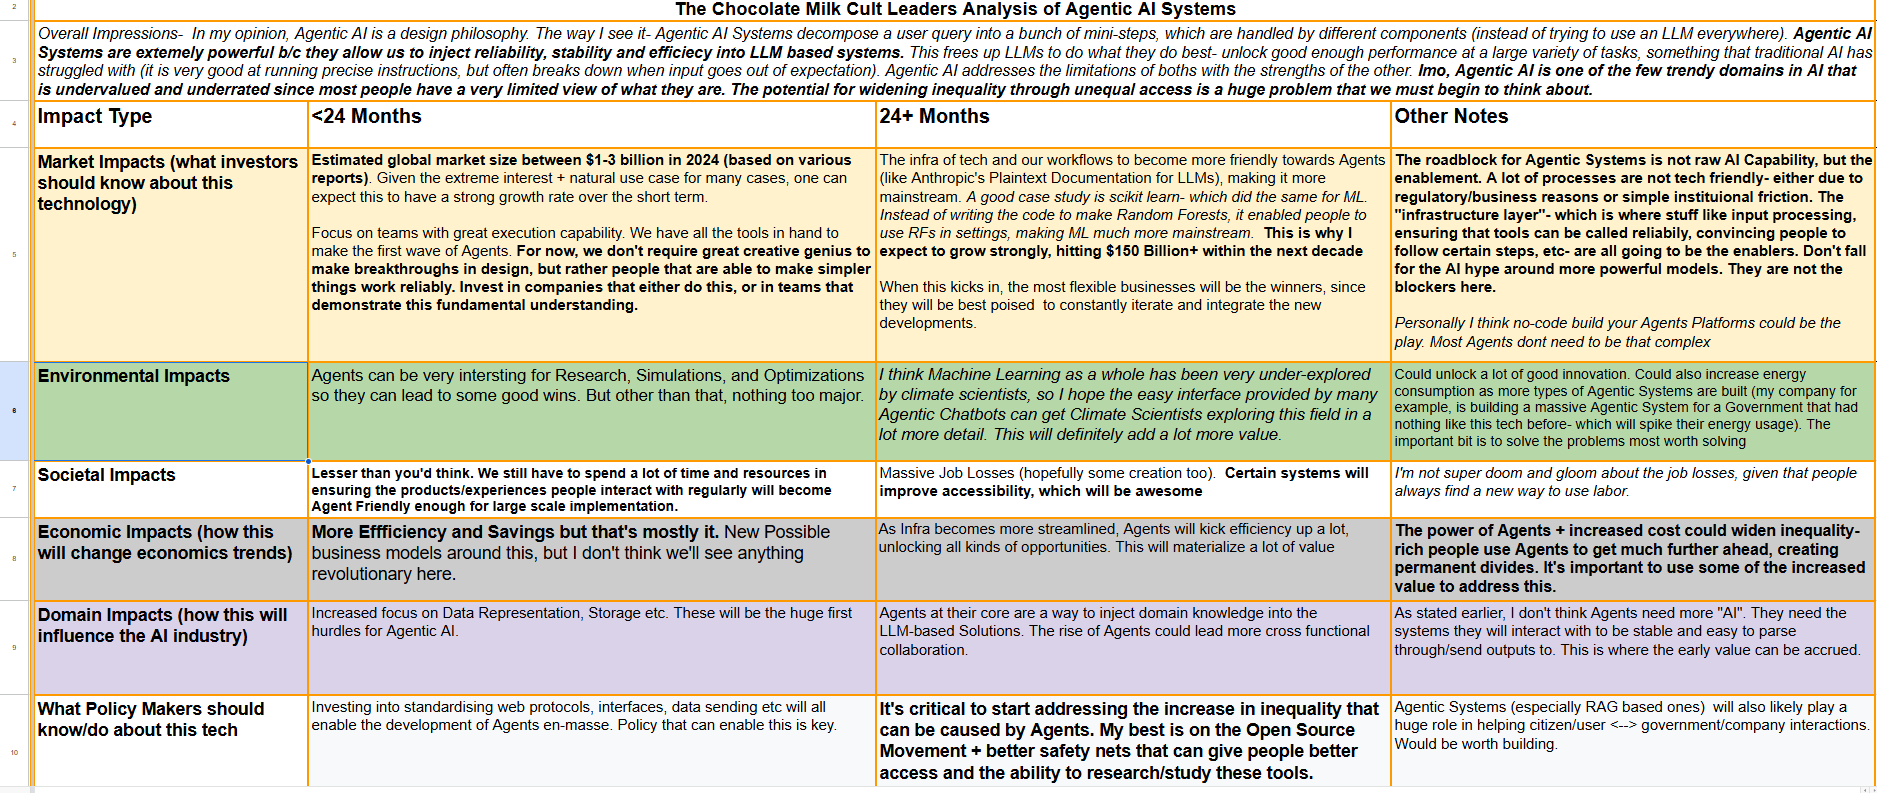 2
The Chocolate Milk Cult Leaders Analysis of Agentic AI Systems
3
Overall Impressions-  In my opinion, Agentic AI is a design philosophy. The way I see it- Agentic AI Systems decompose a user query into a bunch of mini-steps, which are handled by different components (instead of trying to use an LLM everywhere). Agentic AI
Systems are extemely powerful b/c they allow us to inject reliability, stability and efficiecy into LLM based systems. This frees up LLMs to do what they do best- unlock good enough performance at a large variety of tasks, something that traditional AI has
struggled with (it is very good at running precise instructions, but often breaks down when input goes out of expectation). Agentic AI addresses the limitations of boths with the strengths of the other. Imo, Agentic AI is one of the few trendy domains in AI that
is undervalued and underrated since most people have a very limited view of what they are. The potential for widening inequality through unequal access is a huge problem that we must begin to think about.
4
Impact Type
<24 Months
24+ Months
Other Notes
5
Market Impacts (what investors
should know about this
technology)
Estimated global market size between $1-3 billion in 2024 (based on various
reports). Given the extreme interest + natural use case for many cases, one can
expect this to have a strong growth rate over the short term.
Focus on teams with great execution capability. We have all the tools in hand to
make the first wave of Agents. For now, we don't require great creative genius to
make breakthroughs in design, but rather people that are able to make simpler
things work reliably. Invest in companies that either do this, or in teams that
demonstrate this fundamental understanding.
The infra of tech and our workflows to become more friendly towards Agents
(like Anthropic's Plaintext Documentation for LLMs), making it more
mainstream. A good case study is scikit learn- which did the same for ML.
Instead of writing the code to make Random Forests, it enabled people to
use RFs in settings, making ML much more mainstream.  This is why I
expect to grow strongly, hitting $150 Billion+ within the next decade
When this kicks in, the most flexible businesses will be the winners, since
they will be best poised  to constantly iterate and integrate the new
developments.
The roadblock for Agentic Systems is not raw AI Capability, but the
enablement. A lot of processes are not tech friendly- either due to
regulatory/business reasons or simple instituional friction. The
"infrastructure layer"- which is where stuff like input processing,
ensuring that tools can be called reliabily, convincing people to
follow certain steps, etc- are all going to be the enablers. Don't fall
for the AI hype around more powerful models. They are not the
blockers here.
Personally I think no-code build your Agents Platforms could be the
play. Most Agents dont need to be that complex
6
Environmental Impacts
Agents can be very intersting for Research, Simulations, and Optimizations
so they can lead to some good wins. But other than that, nothing too major.
I think Machine Learning as a whole has been very under-explored
by climate scientists, so I hope the easy interface provided by many
Agentic Chatbots can get Climate Scientists exploring this field in a
lot more detail. This will definitely add a lot more value.
Could unlock a lot of good innovation. Could also increase energy
consumption as more types of Agentic Systems are built (my company for
example, is building a massive Agentic System for a Government that had
nothing like this tech before- which will spike their energy usage). The
important bit is to solve the problems most worth solving
7
Societal Impacts
Lesser than you'd think. We still have to spend a lot of time and resources in
ensuring the products/experiences people interact with regularly will become
Agent Friendly enough for large scale implementation.
Massive Job Losses (hopefully some creation too).  Certain systems will
improve accessibility, which will be awesome
I'm not super doom and gloom about the job losses, given that people
always find a new way to use labor.
8
Economic Impacts (how this
will change economics trends)
More Effficiency and Savings but that's mostly it. New Possible
business models around this, but I don't think we'll see anything
revolutionary here.
As Infra becomes more streamlined, Agents will kick efficiency up a lot,
unlocking all kinds of opportunities. This will materialize a lot of value
The power of Agents + increased cost could widen inequality-
rich people use Agents to get much further ahead, creating
permanent divides. It's important to use some of the increased
value to address this.
9
Domain Impacts (how this will
influence the AI industry)
Increased focus on Data Representation, Storage etc. These will be the huge first
hurdles for Agentic AI.
Agents at their core are a way to inject domain knowledge into the
LLM-based Solutions. The rise of Agents could lead more cross functional
collaboration.
As stated earlier, I don't think Agents need more "AI". They need the
systems they will interact with to be stable and easy to parse
through/send outputs to. This is where the early value can be accrued.
10
What Policy Makers should
know/do about this tech
Investing into standardising web protocols, interfaces, data sending etc will all
enable the development of Agents en-masse. Policy that can enable this is key.
It's critical to start addressing the increase in inequality that
can be caused by Agents. My best is on the Open Source
Movement + better safety nets that can give people better
access and the ability to research/study these tools.
Agentic Systems (especially RAG based ones)  will also likely play a
huge role in helping citizen/user <--> government/company interactions.
Would be worth building.